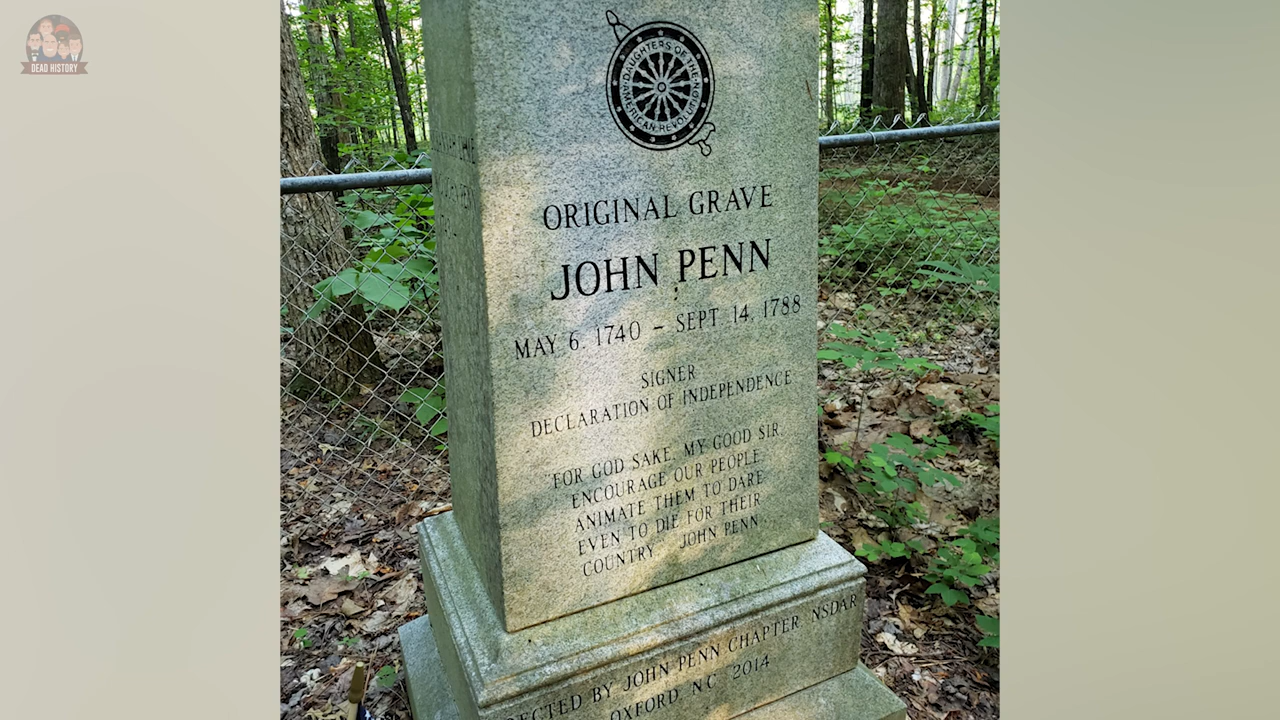 DEAD HISTORY
DAUGHTERS OF THE AMERICAN REVOLUTION
ORIGINAL GRAVE
JOHN PENN
MAY 6, 1740 – SEPT 14, 1788
SIGNER
DECLARATION OF INDEPENDENCE
"FOR GOD SAKE, MY GOOD SIR,
ENCOURAGE OUR PEOPLE,
ANIMATE THEM TO DARE
EVEN TO DIE FOR THEIR
COUNTRY." JOHN PENN
ERECTED BY JOHN PENN CHAPTER NSDAR
OXFORD, NC 2014